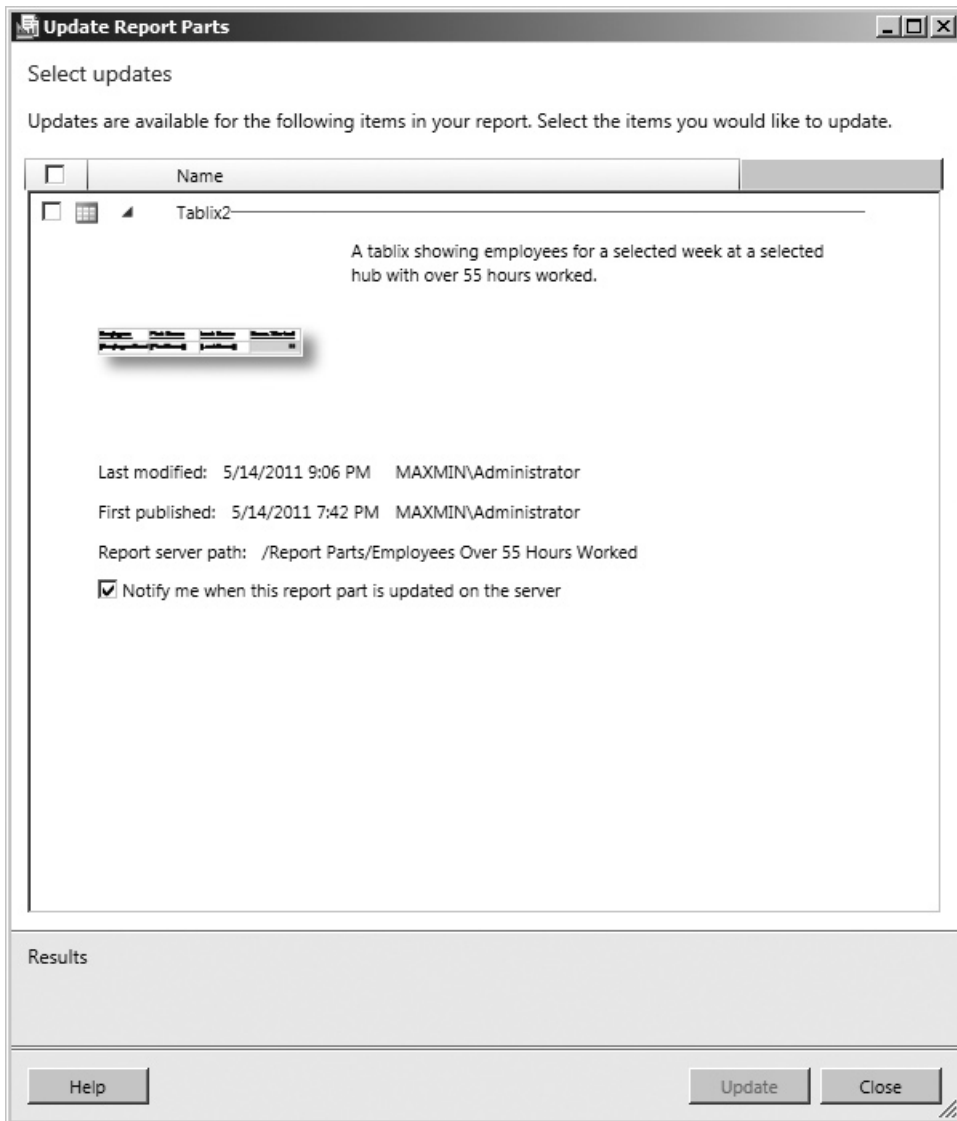 Update Report Parts
Select updates
Updates are available for the following items in your report. Select the items you would like to update.
Name
Tablix2
A tablix showing employees for a selected week at a selected
hub with over 55 hours worked.
Last modified: 5/14/2011 9:06 PM MAXMIN\Administrator
First published: 5/14/2011 7:42 PM MAXMIN\Administrator
Report server path: /Report Parts/Employees Over 55 Hours Worked
Notify me when this report part is updated on the server
Results
Help Update Close